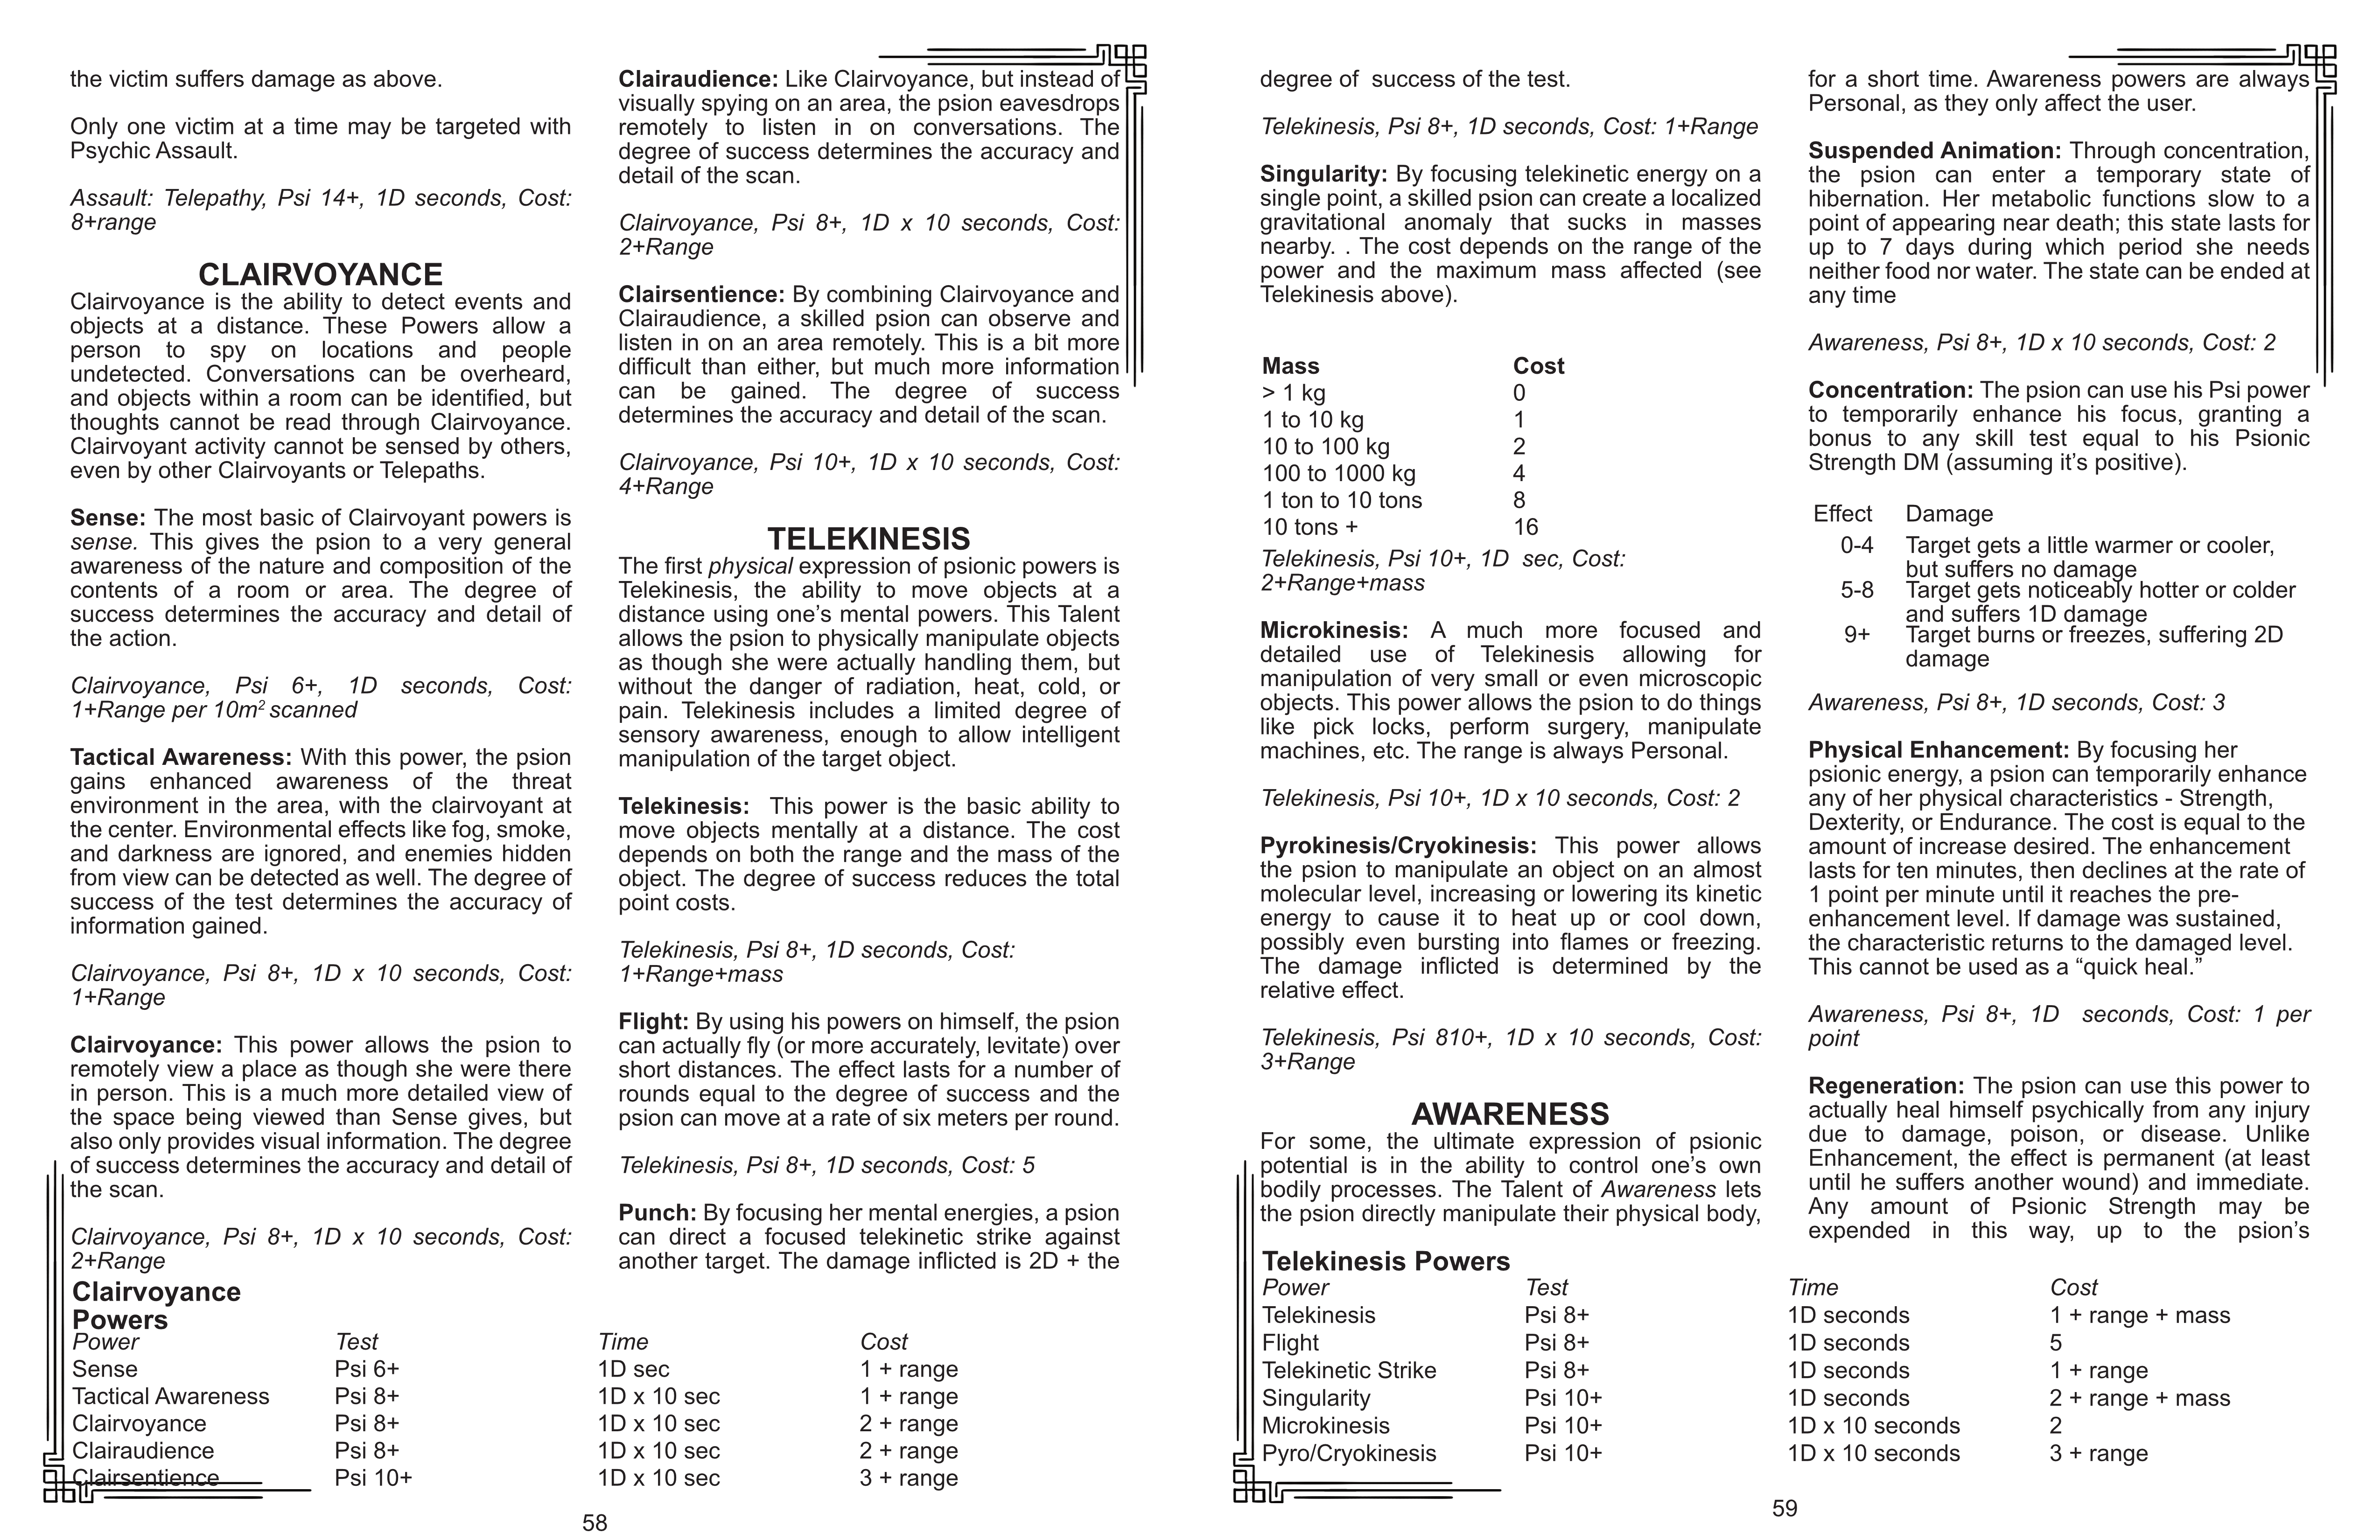 the victim suffers damage as above.
Only one victim at a time may be targeted with
Psychic Assault.
Assault: Telepathy, Psi 14+, 1D seconds, Cost:
8+range
CLAIRVOYANCE
Clairvoyance is the ability to detect events and
objects at a distance. These Powers allow a
person to spy on locations and people
undetected. Conversations can be overheard,
and objects within a room can be identified, but
thoughts cannot be read through Clairvoyance.
Clairvoyant activity cannot be sensed by others,
even by other Clairvoyants or Telepaths.
Sense: The most basic of Clairvoyant powers is
sense. This gives the psion to a very general
awareness of the nature and composition of the
contents of a room or area. The degree of
success determines the accuracy and detail of
the action.
Clairvoyance, Psi 6+, 1D seconds, Cost:
1+Range per 10m² scanned
Tactical Awareness: With this power, the psion
gains enhanced awareness of the threat
environment in the area, with the clairvoyant at
the center. Environmental effects like fog, smoke,
and darkness are ignored, and enemies hidden
from view can be detected as well. The degree of
success of the test determines the accuracy of
information gained.
Clairvoyance, Psi 8+, 1D x 10 seconds, Cost:
1+Range
Clairvoyance: This power allows the psion to
remotely view a place as though she were there
in person. This is a much more detailed view of
the space being viewed than Sense gives, but
also only provides visual information. The degree
of success determines the accuracy and detail of
the scan.
Clairvoyance, Psi 8+, 1D x 10 seconds, Cost:
2+Range
Clairaudience: Like Clairvoyance, but instead of
visually spying on an area, the psion eavesdrops
remotely to listen in on conversations. The
degree of success determines the accuracy and
detail of the scan.
Clairvoyance, Psi 8+, 1D x 10 seconds, Cost:
2+Range
Clairsentience: By combining Clairvoyance and
Clairaudience, a skilled psion can observe and
listen in on an area remotely. This is a bit more
difficult than either, but much more information
can be gained. The degree of success
determines the accuracy and detail of the scan.
Clairvoyance, Psi 10+, 1D x 10 seconds, Cost:
4+Range
TELEKINESIS
The first physical expression of psionic powers is
Telekinesis, the ability to move objects at a
distance using one's mental powers. This Talent
allows the psion to physically manipulate objects
as though she were actually handling them, but
without the danger of radiation, heat, cold, or
pain. Telekinesis includes a limited degree of
sensory awareness, enough to allow intelligent
manipulation of the target object.
Telekinesis: This power is the basic ability to
move objects mentally at a distance. The cost
depends on both the range and the mass of the
object. The degree of success reduces the total
point costs.
Telekinesis, Psi 8+, 1D seconds, Cost:
1+Range+mass
Flight: By using his powers on himself, the psion
can actually fly (or more accurately, levitate) over
short distances. The effect lasts for a number of
rounds equal to the degree of success and the
psion can move at a rate of six meters per round.
Telekinesis, Psi 8+, 1D seconds, Cost: 5
Punch: By focusing her mental energies, a psion
can direct a focused telekinetic strike against
another target. The damage inflicted is 2D + the
Clairvoyance
Powers
Power Test Time Cost
Sense Psi 6+ 1D sec 1 + range
Tactical Awareness Psi 8+ 1D x 10 sec 1 + range
Clairvoyance Psi 8+ 1D x 10 sec 2 + range
Clairaudience Psi 8+ 1D x 10 sec 2 + range
Clairsentience Psi 10+ 1D x 10 sec 3 + range
58
degree of success of the test.
Telekinesis, Psi 8+, 1D seconds, Cost: 1+Range
Singularity: By focusing telekinetic energy on a
single point, a skilled psion can create a localized
gravitational anomaly that sucks in masses
nearby. . The cost depends on the range of the
power and the maximum mass affected (see
Telekinesis above).
Mass Cost
> 1 kg 0
1 to 10 kg 1
10 to 100 kg 2
100 to 1000 kg 4
1 ton to 10 tons 8
10 tons + 16
Telekinesis, Psi 10+, 1D sec, Cost:
2+Range+mass
Microkinesis: A much more focused and
detailed use of Telekinesis allowing for
manipulation of very small or even microscopic
objects. This power allows the psion to do things
like pick locks, perform surgery, manipulate
machines, etc. The range is always Personal.
Telekinesis, Psi 10+, 1D x 10 seconds, Cost: 2
Pyrokinesis/Cryokinesis: This power allows
the psion to manipulate an object on an almost
molecular level, increasing or lowering its kinetic
energy to cause it to heat up or cool down,
possibly even bursting into flames or freezing.
The damage inflicted is determined by the
relative effect.
Telekinesis, Psi 810+, 1D x 10 seconds, Cost:
3+Range
AWARENESS
For some, the ultimate expression of psionic
potential is in the ability to control one's own
bodily processes. The Talent of Awareness lets
the psion directly manipulate their physical body,
for a short time. Awareness powers are always
Personal, as they only affect the user.
Suspended Animation: Through concentration,
the psion can enter a temporary state of
hibernation. Her metabolic functions slow to a
point of appearing near death; this state lasts for
up to 7 days during which period she needs
neither food nor water. The state can be ended at
any time
Awareness, Psi 8+, 1D x 10 seconds, Cost: 2
Concentration: The psion can use his Psi power
to temporarily enhance his focus, granting a
bonus to any skill test equal to his Psionic
Strength DM (assuming it's positive).
Effect Damage
0-4 Target gets a little warmer or cooler,
but suffers no damage
5-8 Target gets noticeably hotter or colder
and suffers 1D damage
9+ Target burns or freezes, suffering 2D
damage
Awareness, Psi 8+, 1D seconds, Cost: 3
Physical Enhancement: By focusing her
psionic energy, a psion can temporarily enhance
any of her physical characteristics - Strength,
Dexterity, or Endurance. The cost is equal to the
amount of increase desired. The enhancement
lasts for ten minutes, then declines at the rate of
1 point per minute until it reaches the pre-
enhancement level. If damage was sustained,
the characteristic returns to the damaged level.
This cannot be used as a “quick heal.”
Awareness, Psi 8+, 1D seconds, Cost: 1 per
point
Regeneration: The psion can use this power to
actually heal himself psychically from any injury
due to damage, poison, or disease. Unlike
Enhancement, the effect is permanent (at least
until he suffers another wound) and immediate.
Any amount of Psionic Strength may be
expended in this way, up to the psion's
Telekinesis Powers
Power Test Time Cost
Telekinesis Psi 8+ 1D seconds 1 + range + mass
Flight Psi 8+ 1D seconds 5
Telekinetic Strike Psi 8+ 1D seconds 1 + range
Singularity Psi 10+ 1D seconds 2 + range + mass
Microkinesis Psi 10+ 1D x 10 seconds 2
Pyro/Cryokinesis Psi 10+ 1D x 10 seconds 3 + range
59